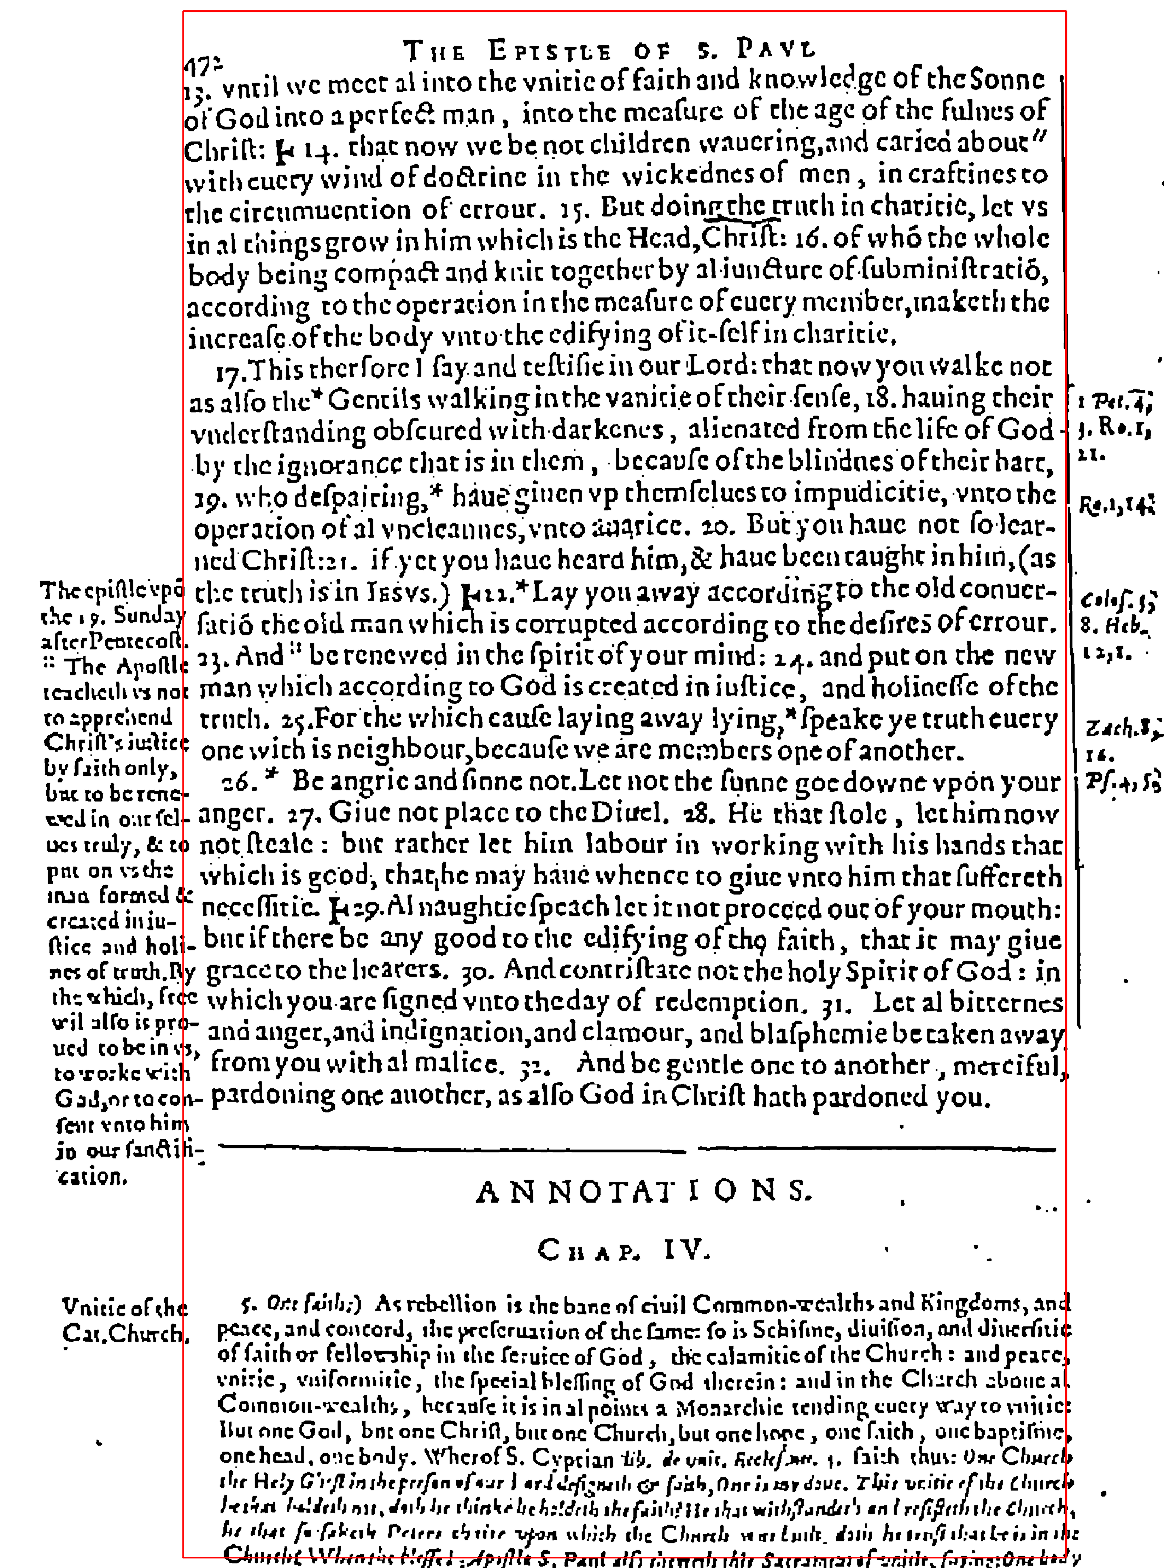 THE EPISTLE OF S. PAVL
472
13. vntil we meet al into the vnitie of faith and knowledge of the Sonne
of God into a perfect man, into the meaſure of the age of the fulnes of
Chriſt: 14. that now we be not children wauering, and caried about"
with euery wind of doctrine in the wickednes of men, in craftines to
the circumuention of errour. 15. But doing the truth in charitie, let vs
in al things grow in him which is the Head, Chriſt: 16. of whō the whole
body being compact and knit together by al iuncture of ſubminiſtratiō,
according to the operation in the meaſure of euery member, maketh the
increaſe of the body vnto the edifying of it-ſelf in charitie.
17. This therfore I ſay and teſtifie in our Lord: that now you walke not
as alſo the* Gentils walking in the vanitie of their ſenſe, 18. hauing their
vnderſtanding obſcured with darkenes, alienated from the life of God
by the ignorance that is in them, becauſe of the blindnes of their hart,
19. who deſpairing,* haue giuen vp themſelues to impudicitie, vnto the
operation of al vncleannes, vnto auarice. 20. But you haue not ſo lear-
ned Chriſt: 21. if yet you haue heard him, & haue been taught in him, (as
the truth is in IESVS.) 22.* Lay you away according to the old conuer-
ſatiō the old man which is corrupted according to the deſires of errour.
23. And " be renewed in the ſpirit of your mind: 24. and put on the new
man which according to God is created in iuſtice, and holineſſe of the
truth. 25. For the which cauſe laying away lying,* ſpeake ye truth euery
one with is neighbour, becauſe we are members one of another.
26.* Be angrie and ſinne not. Let not the ſunne goe downe vpon your
anger. 27. Giue not place to the Diuel. 28. He that ſtole, let him now
not ſteale: but rather let him labour in working with his hands that
which is good, that he may haue whence to giue vnto him that ſuffereth
neceſſitie. 29. Al naughtie ſpeach let it not proceed out of your mouth:
but if there be any good to the edifying of the faith, that it may giue
grace to the hearers. 30. And contriſtate not the holy Spirit of God: in
which you are ſigned vnto the day of redemption. 31. Let al bitternes
and anger, and indignation, and clamour, and blaſphemie be taken away
from you with al malice. 32. And be gentle one to another, merciful,
pardoning one another, as alſo God in Chriſt hath pardoned you.
1 Pet. 4,
3. Ro. 1,
21.
Ro. 1, 24.
Coloſ. 3,
8. Heb.
12, 1.
Zach. 8,
16.
Pſ. 4, 5.
The epiſtle vpō
the 19. Sunday
after Pentecoſt.
" The Apoſtle
teacheth vs not
to apprehend
Chriſt's iuſtice
by faith only,
but to be rene-
wed in our ſel-
ues truly, & to
put on vs the
man formed &
created in iu-
ſtice and holi-
nes of truth. By
the which, free
wil alſo is pro-
ued to be in vs,
to worke with
God, or to con-
ſent vnto him
in our ſanctifi-
cation.
ANNOTATIONS.
CHAP. IV.
Vnitie of the
Cat. Church.
5. One faith.) As rebellion is the bane of ciuil Common-wealths and Kingdoms, and
peace, and concord, the preſeruation of the ſame: ſo is Schiſme, diuiſion, and diuerſitie
of faith or fellowship in the ſeruice of God, the calamitie of the Church: and peace,
vnitie, vniformitie, the ſpecial bleſſing of God therein: and in the Church aboue al
Common-wealths, becauſe it is in al points a Monarchie tending euery way to vnitie:
But one God, but one Chriſt, but one Church, but one hope, one faith, one baptiſme,
one head, one body. Wherof S. Cyprian lib. de vnit. Eccleſ. nu. 3. ſaith thus: One Church
the Holy Ghoſt in the perſon of our Lord deſigneth & ſaith, One is my doue. This vnitie of the Church
he that holdeth not, doth he thinke he holdeth the faith? He that withſtandeth and reſiſteth the Church,
he that forſaketh Peters chaire vpon which the Church was built, doth he truſt that he is in the
Church? When the bleſſed Apoſtle S. Paul alſo sheweth this Sacrament of vnitie, ſaying: One body